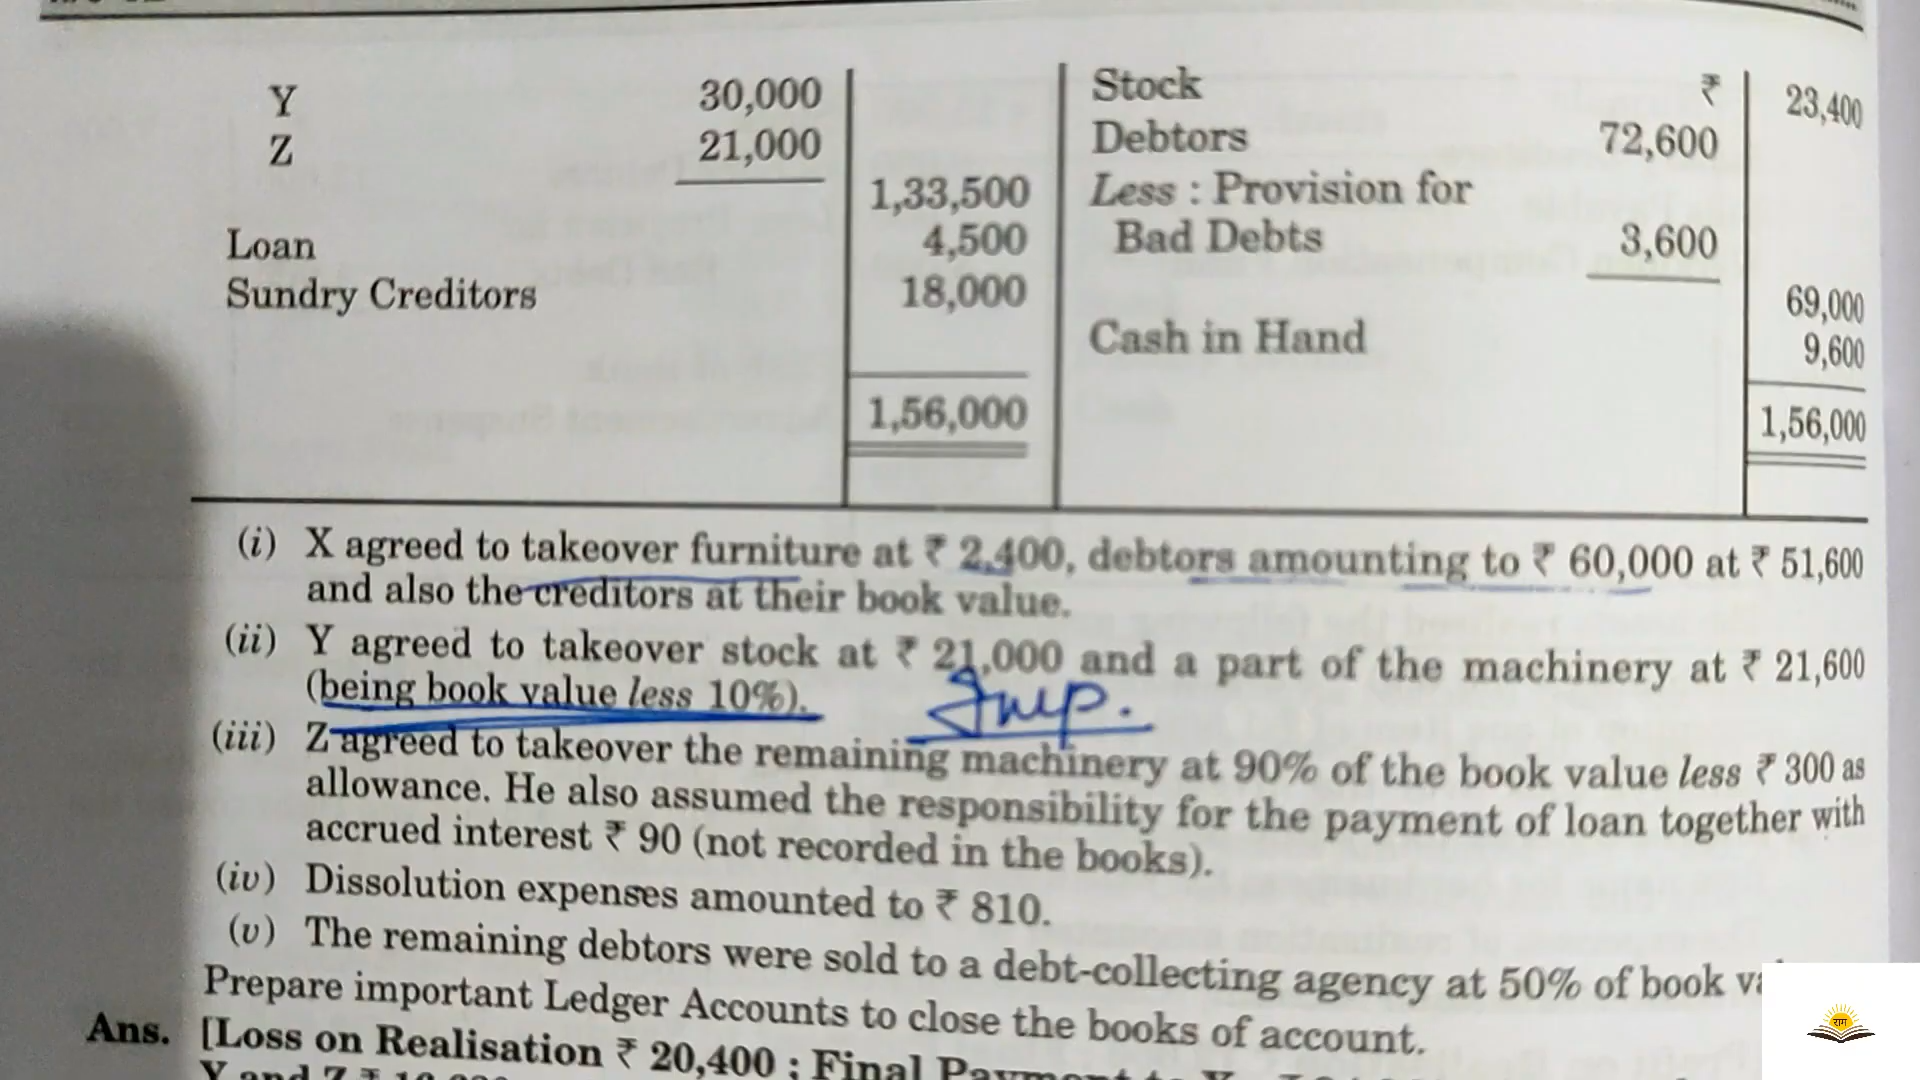 Y 30,000 Stock ₹ 23,400
Z 21,000 Debtors 72,600
1,33,500 Less : Provision for
Loan 4,500 Bad Debts 3,600
Sundry Creditors 18,000 69,000
Cash in Hand 9,600
1,56,000 1,56,000
(i) X agreed to takeover furniture at ₹ 2,400, debtors amounting to ₹ 60,000 at ₹ 51,600
and also the creditors at their book value.
(ii) Y agreed to takeover stock at ₹ 21,000 and a part of the machinery at ₹ 21,600
(being book value less 10%). Imp.
(iii) Z agreed to takeover the remaining machinery at 90% of the book value less ₹ 300 as
allowance. He also assumed the responsibility for the payment of loan together with
accrued interest ₹ 90 (not recorded in the books).
(iv) Dissolution expenses amounted to ₹ 810.
(v) The remaining debtors were sold to a debt-collecting agency at 50% of book
Prepare important Ledger Accounts to close the books of account.
Ans. [Loss on Realisation ₹ 20,400 ; Final Payment to
Y and Z ₹
राम